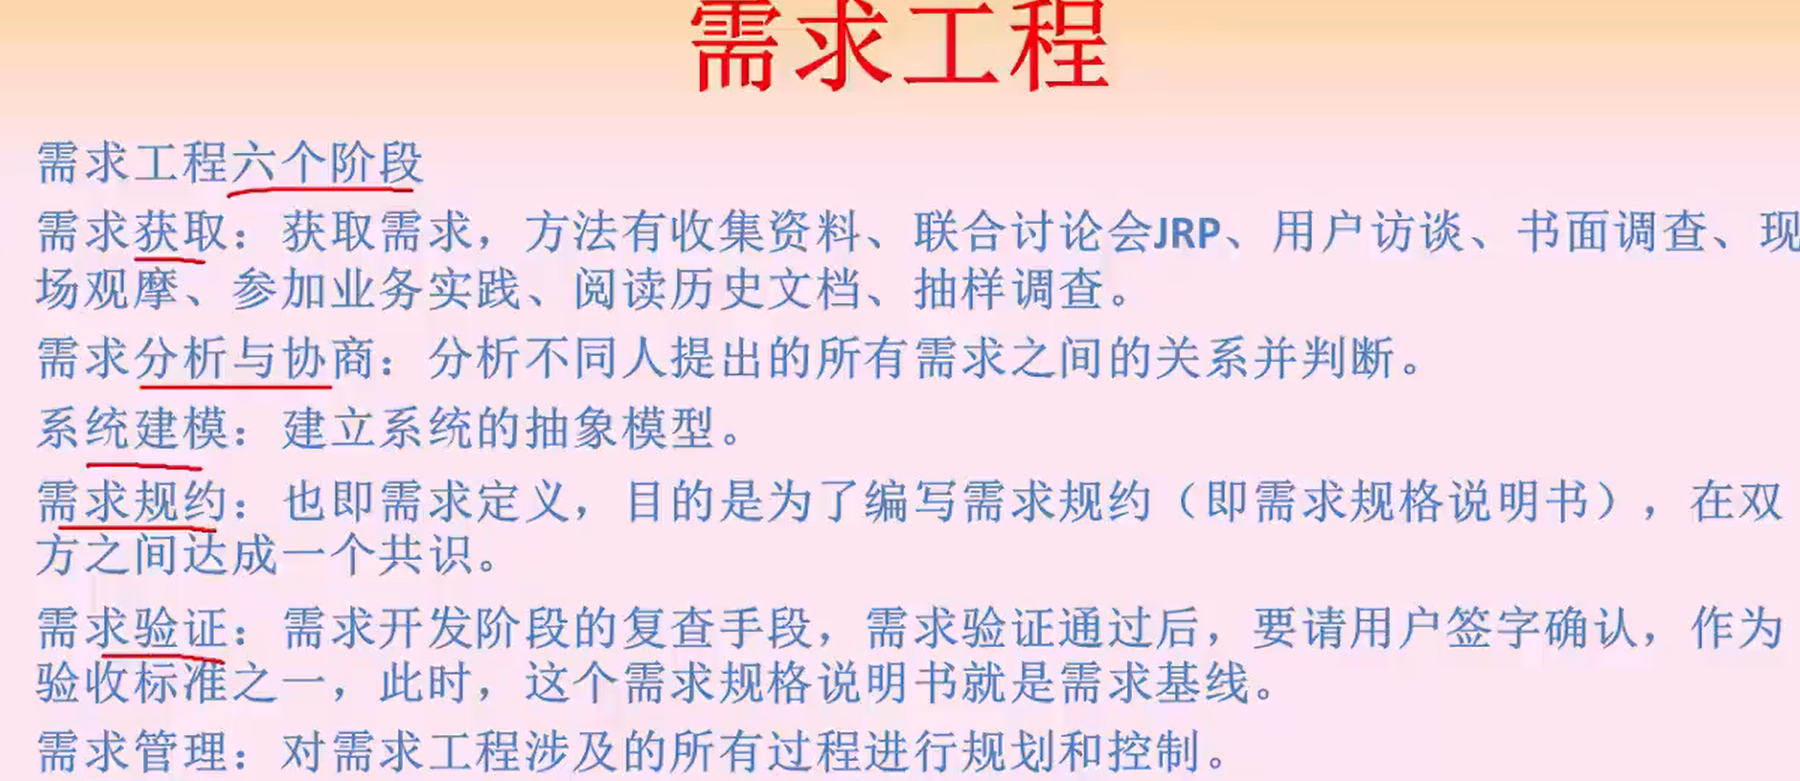 需求工程
需求工程六个阶段
需求获取：获取需求，方法有收集资料、联合讨论会JRP、用户访谈、书面调查、现
场观摩、参加业务实践、阅读历史文档、抽样调查。
需求分析与协商：分析不同人提出的所有需求之间的关系并判断。
系统建模：建立系统的抽象模型。
需求规约：也即需求定义，目的是为了编写需求规约（即需求规格说明书），在双
方之间达成一个共识。
需求验证：需求开发阶段的复查手段，需求验证通过后，要请用户签字确认，作为
验收标准之一，此时，这个需求规格说明书就是需求基线。
需求管理：对需求工程涉及的所有过程进行规划和控制。